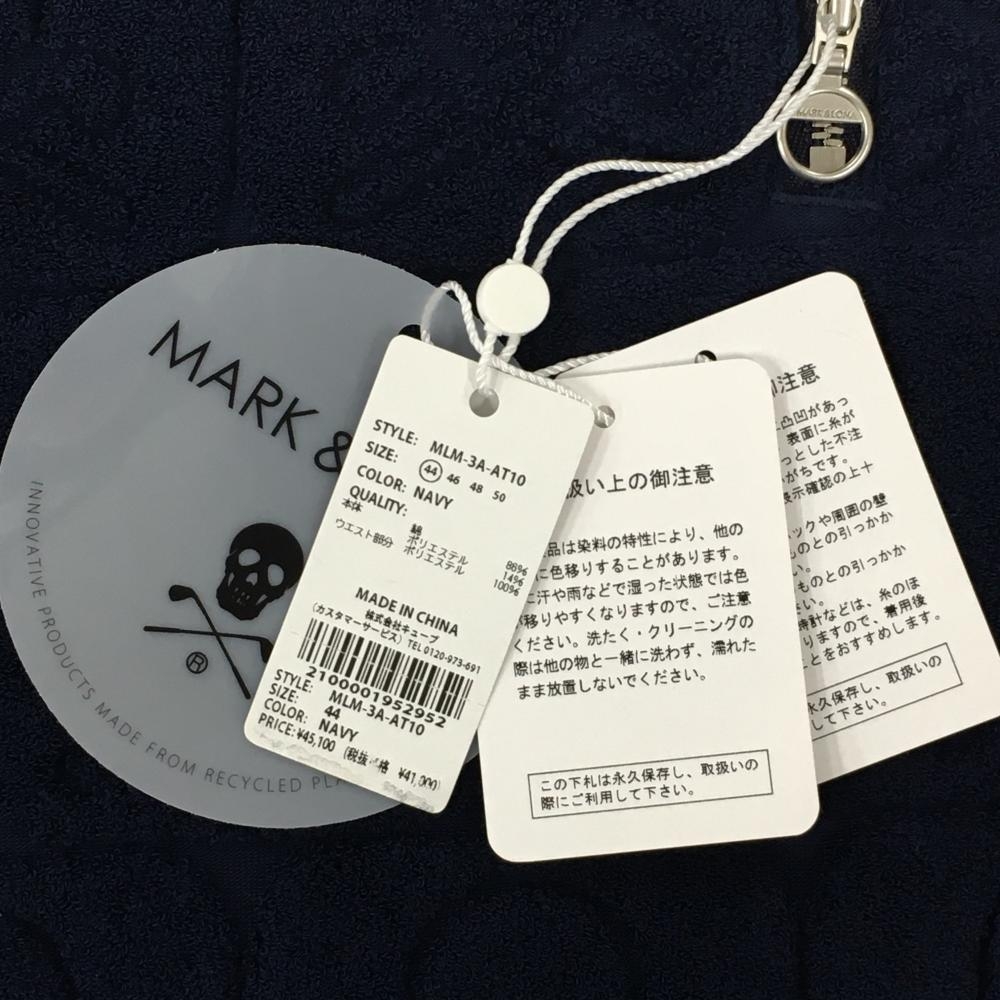 MARK & LONA
MARK &
INNOVATIVE PRODUCTS MADE FROM RECYCLED PLA
®
STYLE: MLM-3A-AT10
SIZE: 44 46 48 50
COLOR: NAVY
QUALITY:
本体 綿 86%
ポリエステル 14%
ウエスト部分 ポリエステル 100%
MADE IN CHINA
株式会社キューブ
(カスタマーサービス) TEL 0120-973-691
2100001952952
STYLE: MLM-3A-AT10
SIZE: 44
COLOR: NAVY
PRICE: ¥45,100 (税抜価格 ¥41,000)
扱い上の御注意
品は染料の特性により、他の
に色移りすることがあります。
汗や雨などで湿った状態では色
移りやすくなりますので、ご注意
ください。洗たく・クリーニングの
際は他の物と一緒に洗わず、濡れた
まま放置しないでください。
この下札は永久保存し、取扱いの
際にご利用して下さい。
御注意
凸凹があっ
表面に糸が
っとした不注
がちです。
表示確認の上十
ックや周囲の壁
ものとの引っかか
い。
ものとの引っかか
さい。
時計などは、糸のほ
りますので、着用後
とをおすすめします。
永久保存し、取扱いの
して下さい。